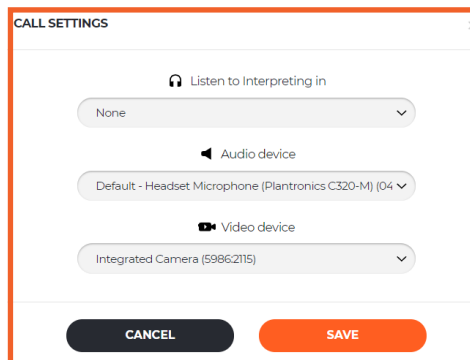 CALL SETTINGS
Listen to Interpreting in
None
Audio device
Default - Headset Microphone (Plantronics C320-M) (04
Video device
Integrated Camera (5986:2115)
CANCEL SAVE